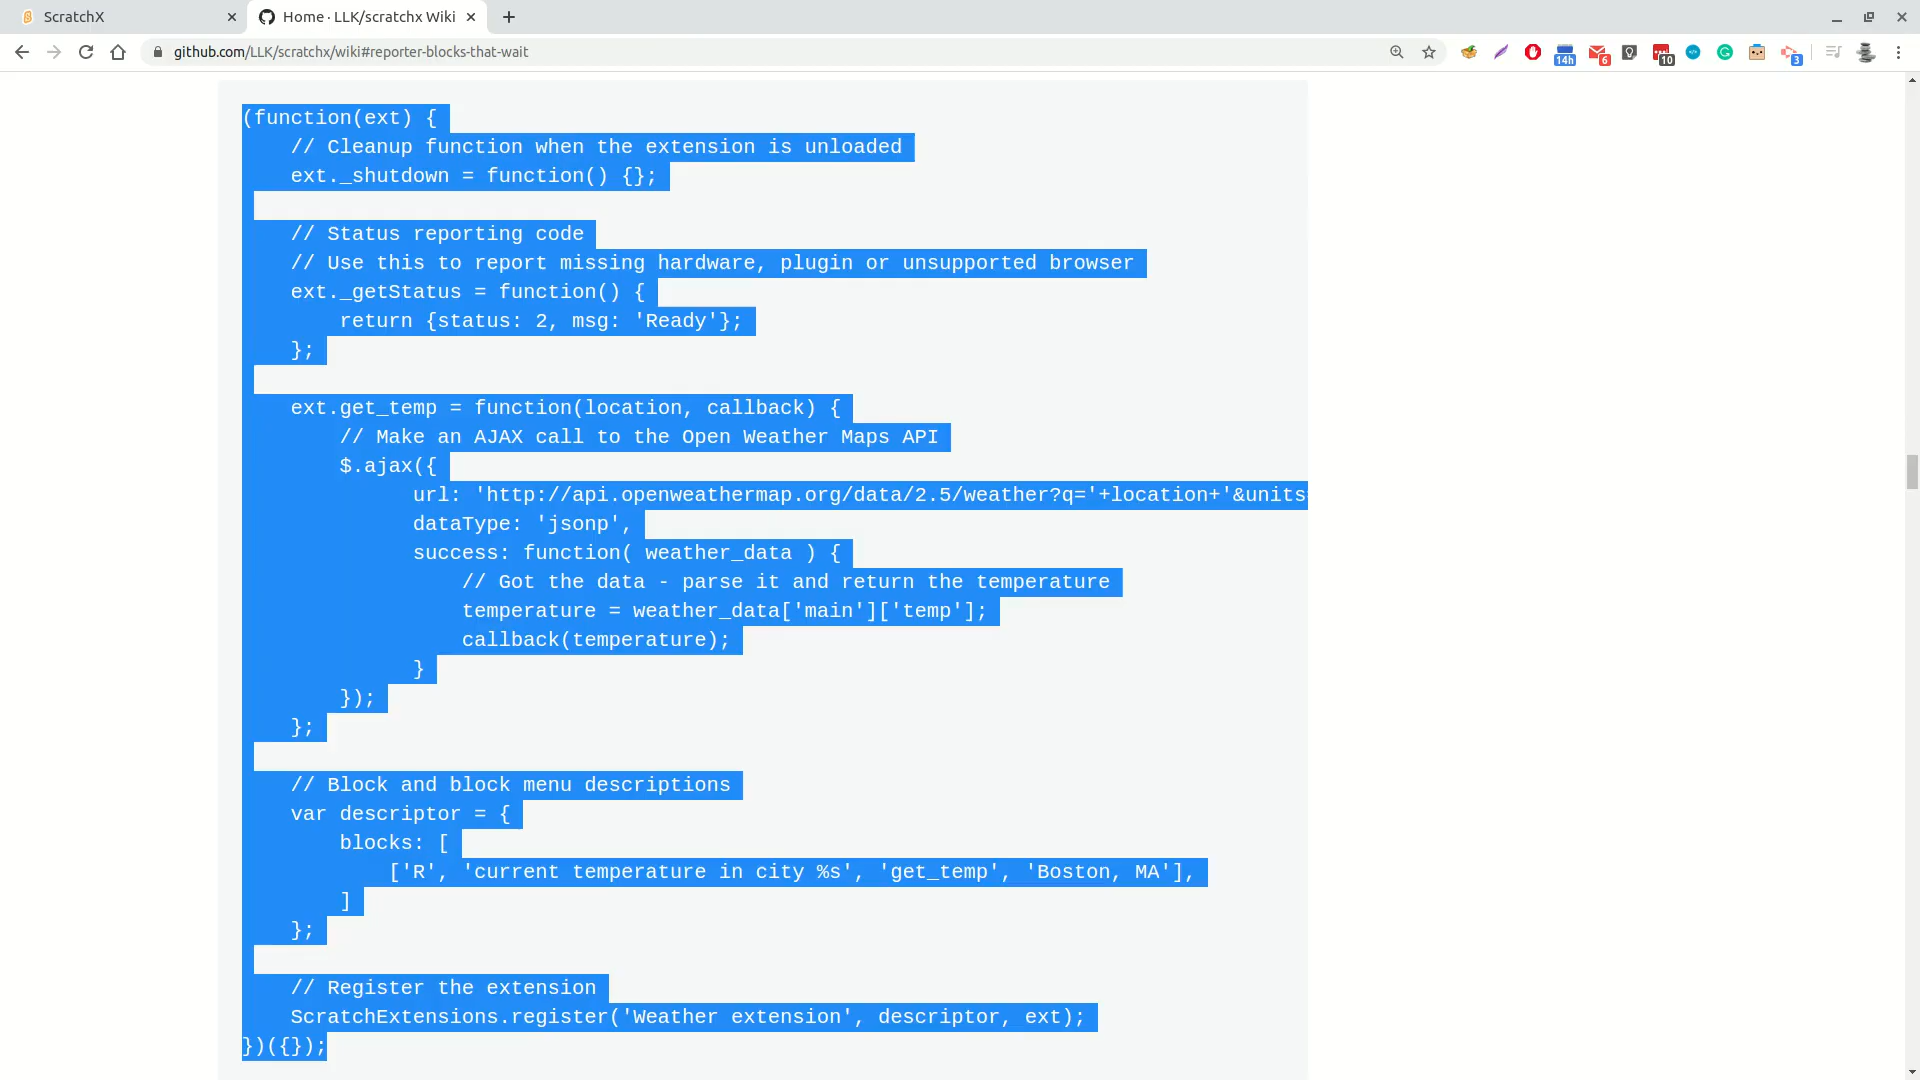 ScratchX
Home · LLK/scratchx Wiki
github.com/LLK/scratchx/wiki#reporter-blocks-that-wait
14h
6
10
3
(function(ext) {
    // Cleanup function when the extension is unloaded
    ext._shutdown = function() {};
    // Status reporting code
    // Use this to report missing hardware, plugin or unsupported browser
    ext._getStatus = function() {
        return {status: 2, msg: 'Ready'};
    };
    ext.get_temp = function(location, callback) {
        // Make an AJAX call to the Open Weather Maps API
        $.ajax({
              url: 'http://api.openweathermap.org/data/2.5/weather?q='+location+'&units=
              dataType: 'jsonp',
              success: function( weather_data ) {
                  // Got the data - parse it and return the temperature
                  temperature = weather_data['main']['temp'];
                  callback(temperature);
              }
        });
    };
    // Block and block menu descriptions
    var descriptor = {
        blocks: [
            ['R', 'current temperature in city %s', 'get_temp', 'Boston, MA'],
        ]
    };
    // Register the extension
    ScratchExtensions.register('Weather extension', descriptor, ext);
})({});